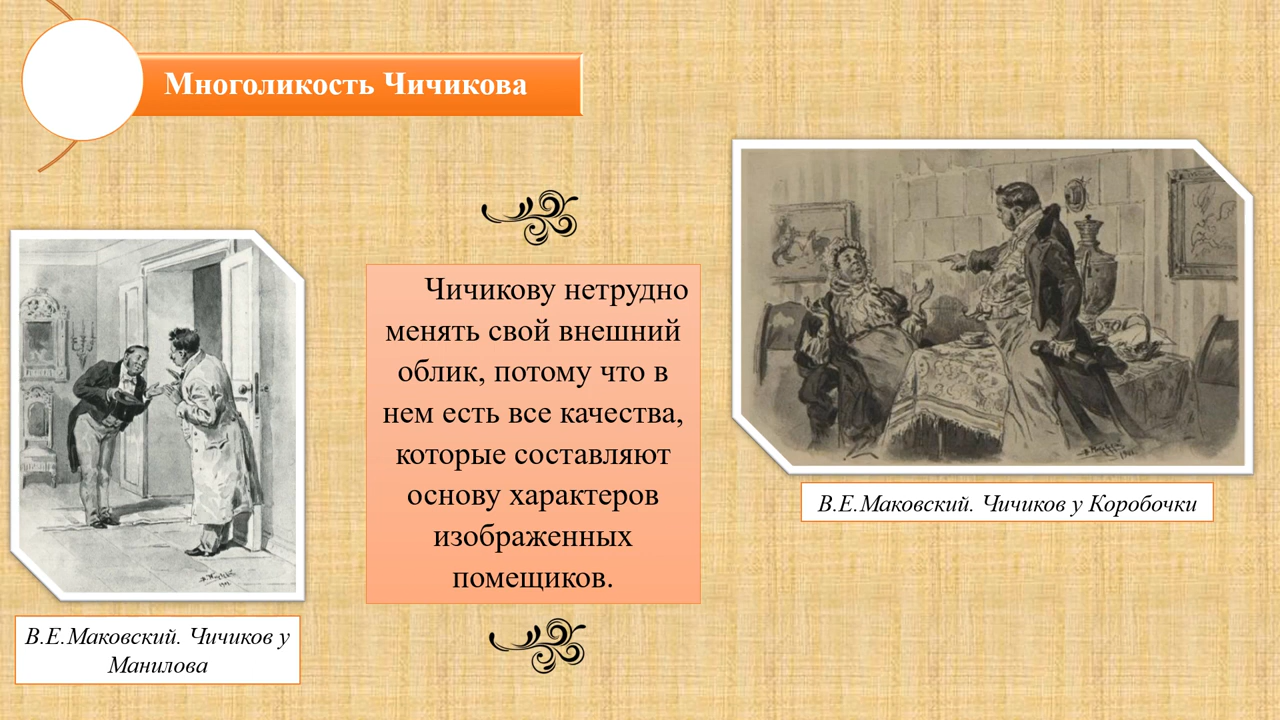 Многоликость Чичикова
Чичикову нетрудно
менять свой внешний
облик, потому что в
нем есть все качества,
которые составляют
основу характеров
изображенных
помещиков.
В.Е.Маковский. Чичиков у
Манилова
В.Е.Маковский. Чичиков у Коробочки